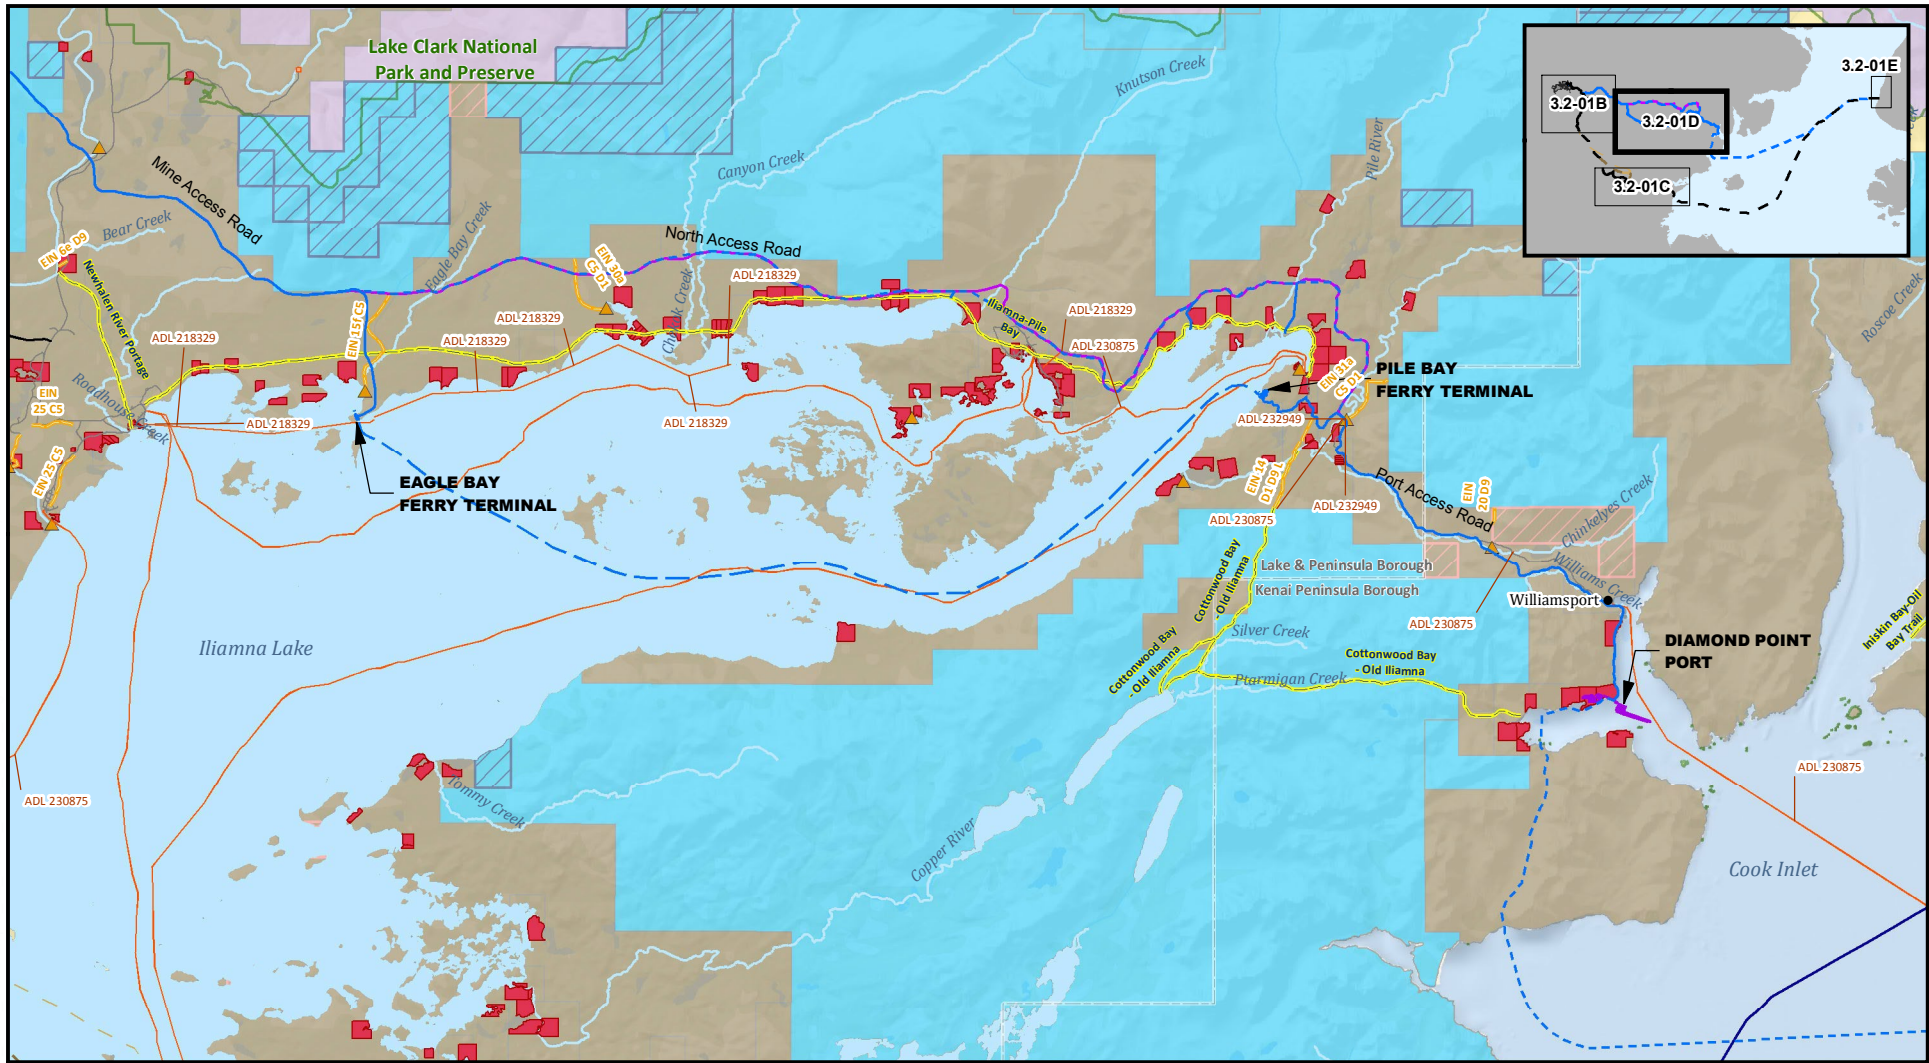 Lake Clark National
Park and Preserve
Knutson Creek
3.2-01E
3.2-01B
3.2-01D
3.2-01C
Pile River
Canyon Creek
Mine Access Road
Bear Creek
Eagle Bay Creek
North Access Road
EIN 6e D9
Newhalen River Portage
EIN 30a
C5 D1
ADL 218329
Chekok Creek
EIN 15f C5
ADL 218329
ADL 218329
ADL 218329
Iliamna-Pile
Bay
ADL 218329
ADL 230875
Roscoe Creek
Roadhouse Creek
EIN
25 C5
EIN 25 C5
ADL 218329
ADL 218329
EIN 31a
C5 D1
PILE BAY
FERRY TERMINAL
ADL 232949
EAGLE BAY
FERRY TERMINAL
EIN 14
D1 D9 L
Port Access Road
EIN
20 D9
Chinkelyes Creek
ADL 232949
ADL 230875
Cottonwood Bay
- Old Iliamna
Lake & Peninsula Borough
Kenai Peninsula Borough
Williams Creek
Williamsport
ADL 230875
Iliamna Lake
Silver Creek
Cottonwood Bay
- Old Iliamna
Cottonwood Bay
- Old Iliamna
Ptarmigan Creek
DIAMOND POINT
PORT
Iniskin Bay-Oil
Bay Trail
ADL 230875
ADL 230875
Tommy Creek
Copper River
Cook Inlet